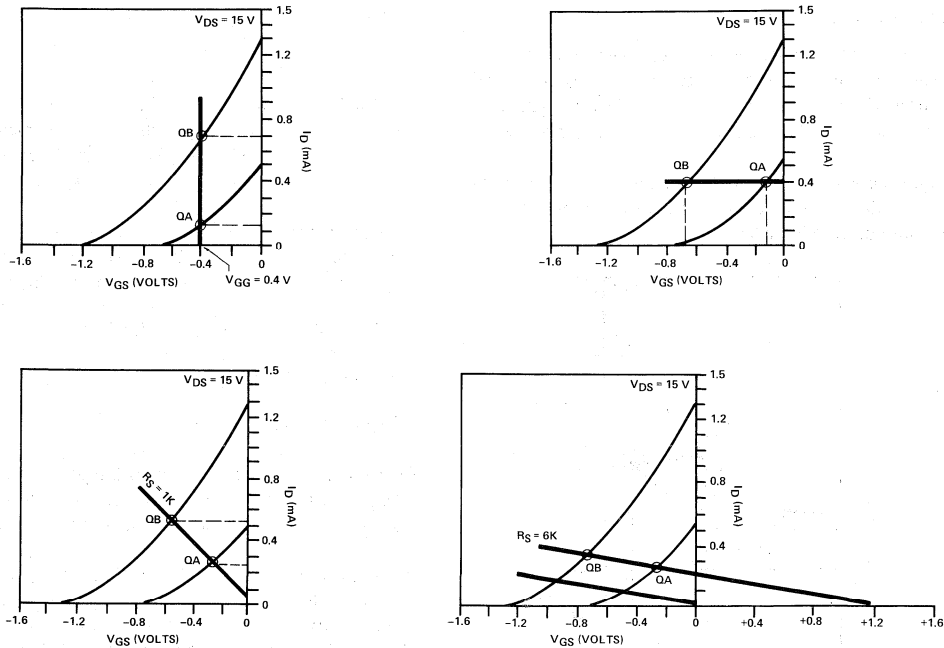 V_DS = 15 V
1.5
1.2
0.8
0.4
0
I_D (mA)
QB
QA
−1.6 −1.2 −0.8 −0.4 0
V_GS (VOLTS)
V_GG = 0.4 V
V_DS = 15 V
1.5
1.2
0.8
0.4
0
I_D (mA)
QB QA
−1.6 −1.2 −0.8 −0.4 0
V_GS (VOLTS)
V_DS = 15 V
1.5
1.2
0.8
0.4
0
I_D (mA)
R_S = 1K
QB
QA
−1.6 −1.2 −0.8 −0.4 0
V_GS (VOLTS)
V_DS = 15 V
1.5
1.2
0.8
0.4
I_D (mA)
R_S = 6K
QB
QA
−1.6 −1.2 −0.8 −0.4 0 +0.4 +0.8 +1.2 +1.6
V_GS (VOLTS)